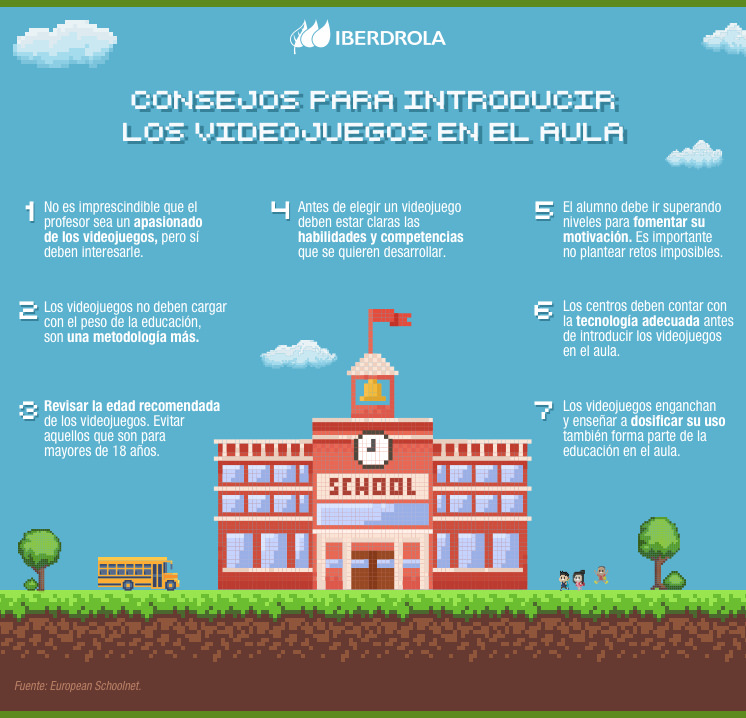 IBERDROLA
CONSEJOS PARA INTRODUCIR
LOS VIDEOJUEGOS EN EL AULA
1
No es imprescindible que el
profesor sea un apasionado
de los videojuegos, pero sí
deben interesarle.
2
Los videojuegos no deben cargar
con el peso de la educación,
son una metodología más.
3
Revisar la edad recomendada
de los videojuegos. Evitar
aquellos que son para
mayores de 18 años.
4
Antes de elegir un videojuego
deben estar claras las
habilidades y competencias
que se quieren desarrollar.
5
El alumno debe ir superando
niveles para fomentar su
motivación. Es importante
no plantear retos imposibles.
6
Los centros deben contar con
la tecnología adecuada antes
de introducir los videojuegos
en el aula.
7
Los videojuegos enganchan
y enseñar a dosificar su uso
también forma parte de la
educación en el aula.
SCHOOL
Fuente: European Schoolnet.